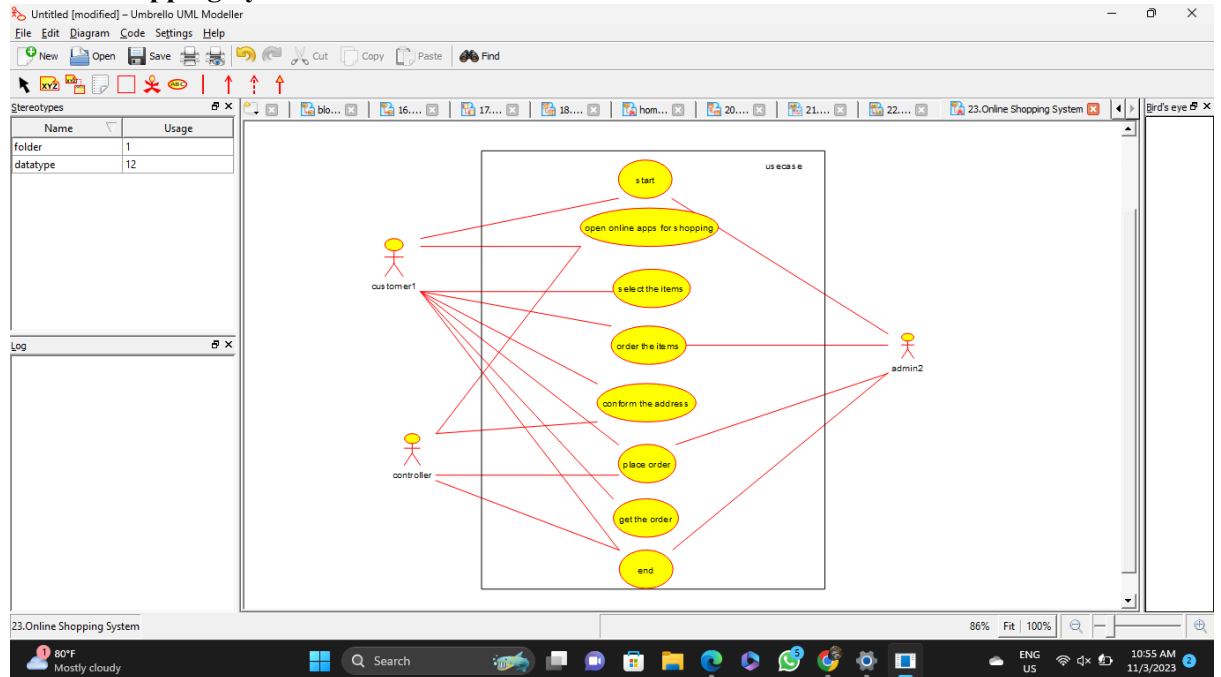 Untitled [modified] – Umbrello UML Modeller
File Edit Diagram Code Settings Help
New Open Save Cut Copy Paste Find
XYZ ABC
Stereotypes
Name Usage
folder 1
datatype 12
Log
blo... 16.... 17.... 18.... hom... 20.... 21.... 22.... 23.Online Shopping System
Bird's eye
usecase
start
open online apps for shopping
customer1
select the items
order the items
admin2
conform the address
controller
place order
get the order
end
23.Online Shopping System
86% Fit 100%
1
80°F
Mostly cloudy
Search
ENG
US
10:55 AM
11/3/2023
2